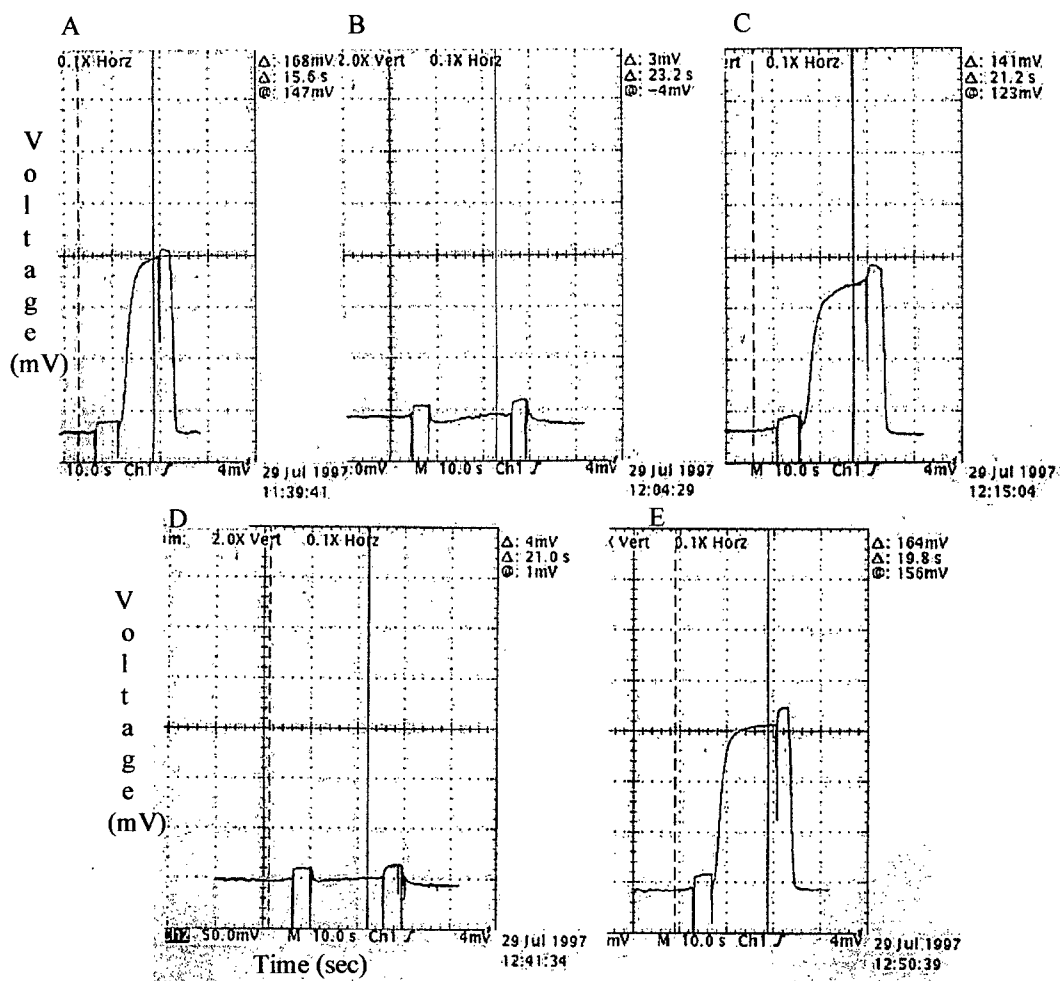 A
B
C
0.1X Horz
Δ: 168mV
Δ: 15.6 s
@: 147mV
2.0X Vert 0.1X Horz
Δ: 3mV
Δ: 23.2 s
@: -4mV
0.1X Horz
Δ: 141mV
Δ: 21.2 s
@: 123mV
Voltage
(mV)
10.0 s Ch1 ƒ 4mV
29 Jul 1997
11:39:41
.0mV M 10.0 s Ch1 ƒ 4mV
29 Jul 1997
12:04:29
M 10.0 s Ch1 ƒ 4mV
29 Jul 1997
12:15:04
D
E
2.0X Vert 0.1X Horz
Δ: 4mV
Δ: 21.0 s
@: 1mV
Vert 0.1X Horz
Δ: 164mV
Δ: 19.8 s
@: 156mV
Voltage
(mV)
50.0mV M 10.0 s Ch1 ƒ 4mV
29 Jul 1997
12:41:34
mV M 10.0 s Ch1 ƒ 4mV
29 Jul 1997
12:50:39
Time (sec)